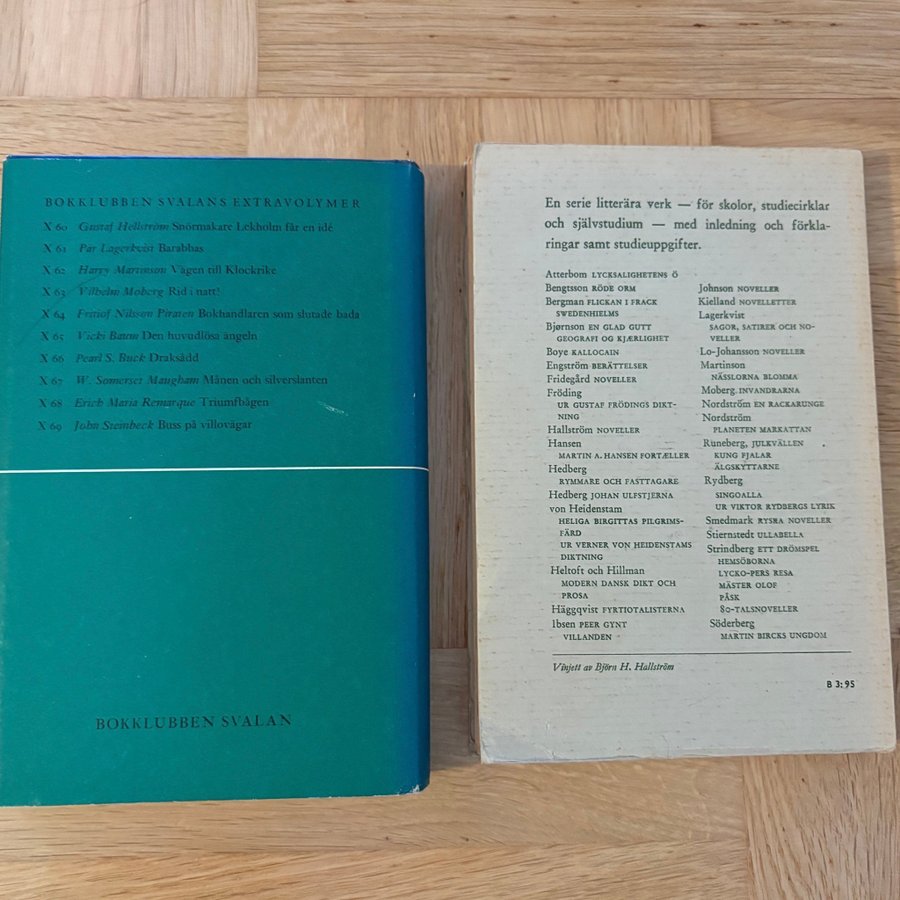 BOKKLUBBEN SVALANS EXTRAVOLYMER
X 60 Gustaf Hellström Snörmakare Lekholm får en idé
X 61 Pär Lagerkvist Barabbas
X 62 Harry Martinson Vägen till Klockrike
X 63 Vilhelm Moberg Rid i natt!
X 64 Fritiof Nilsson Piraten Bokhandlaren som slutade bada
X 65 Vicki Baum Den huvudlösa ängeln
X 66 Pearl S. Buck Draksådd
X 67 W. Somerset Maugham Månen och silverslanten
X 68 Erich Maria Remarque Triumfbågen
X 69 John Steinbeck Buss på villovägar
BOKKLUBBEN SVALAN
En serie litterära verk — för skolor, studiecirklar
och självstudium — med inledning och förkla-
ringar samt studieuppgifter.
Atterbom LYCKSALIGHETENS Ö
Bengtsson RÖDE ORM
Bergman FLICKAN I FRACK
SWEDENHIELMS
Bjørnson EN GLAD GUTT
GEOGRAFI OG KJÆRLIGHET
Boye KALLOCAIN
Engström BERÄTTELSER
Fridegård NOVELLER
Fröding
UR GUSTAF FRÖDINGS DIKT-
NING
Hallström NOVELLER
Hansen
MARTIN A. HANSEN FORTÆLLER
Hedberg
RYMMARE OCH FASTTAGARE
Hedberg JOHAN ULFSTJERNA
von Heidenstam
HELIGA BIRGITTAS PILGRIMS-
FÄRD
UR VERNER VON HEIDENSTAMS
DIKTNING
Heltoft och Hillman
MODERN DANSK DIKT OCH
PROSA
Häggqvist FYRTIOTALISTERNA
Ibsen PEER GYNT
VILLANDEN
Johnson NOVELLER
Kielland NOVELLETTER
Lagerkvist
SAGOR, SATIRER OCH NO-
VELLER
Lo-Johansson NOVELLER
Martinson
NÄSSLORNA BLOMMA
Moberg INVANDRARNA
Nordström EN RACKARUNGE
Nordström
PLANETEN MARKATTAN
Runeberg, JULKVÄLLEN
KUNG FJALAR
ÄLGSKYTTARNE
Rydberg
SINGOALLA
UR VIKTOR RYDBERGS LYRIK
Smedmark RYSKA NOVELLER
Stiernstedt ULLABELLA
Strindberg ETT DRÖMSPEL
HEMSÖBORNA
LYCKO-PERS RESA
MÄSTER OLOF
PÅSK
80-TALSNOVELLER
Söderberg
MARTIN BIRCKS UNGDOM
Vinjett av Björn H. Hallström
B 3:95